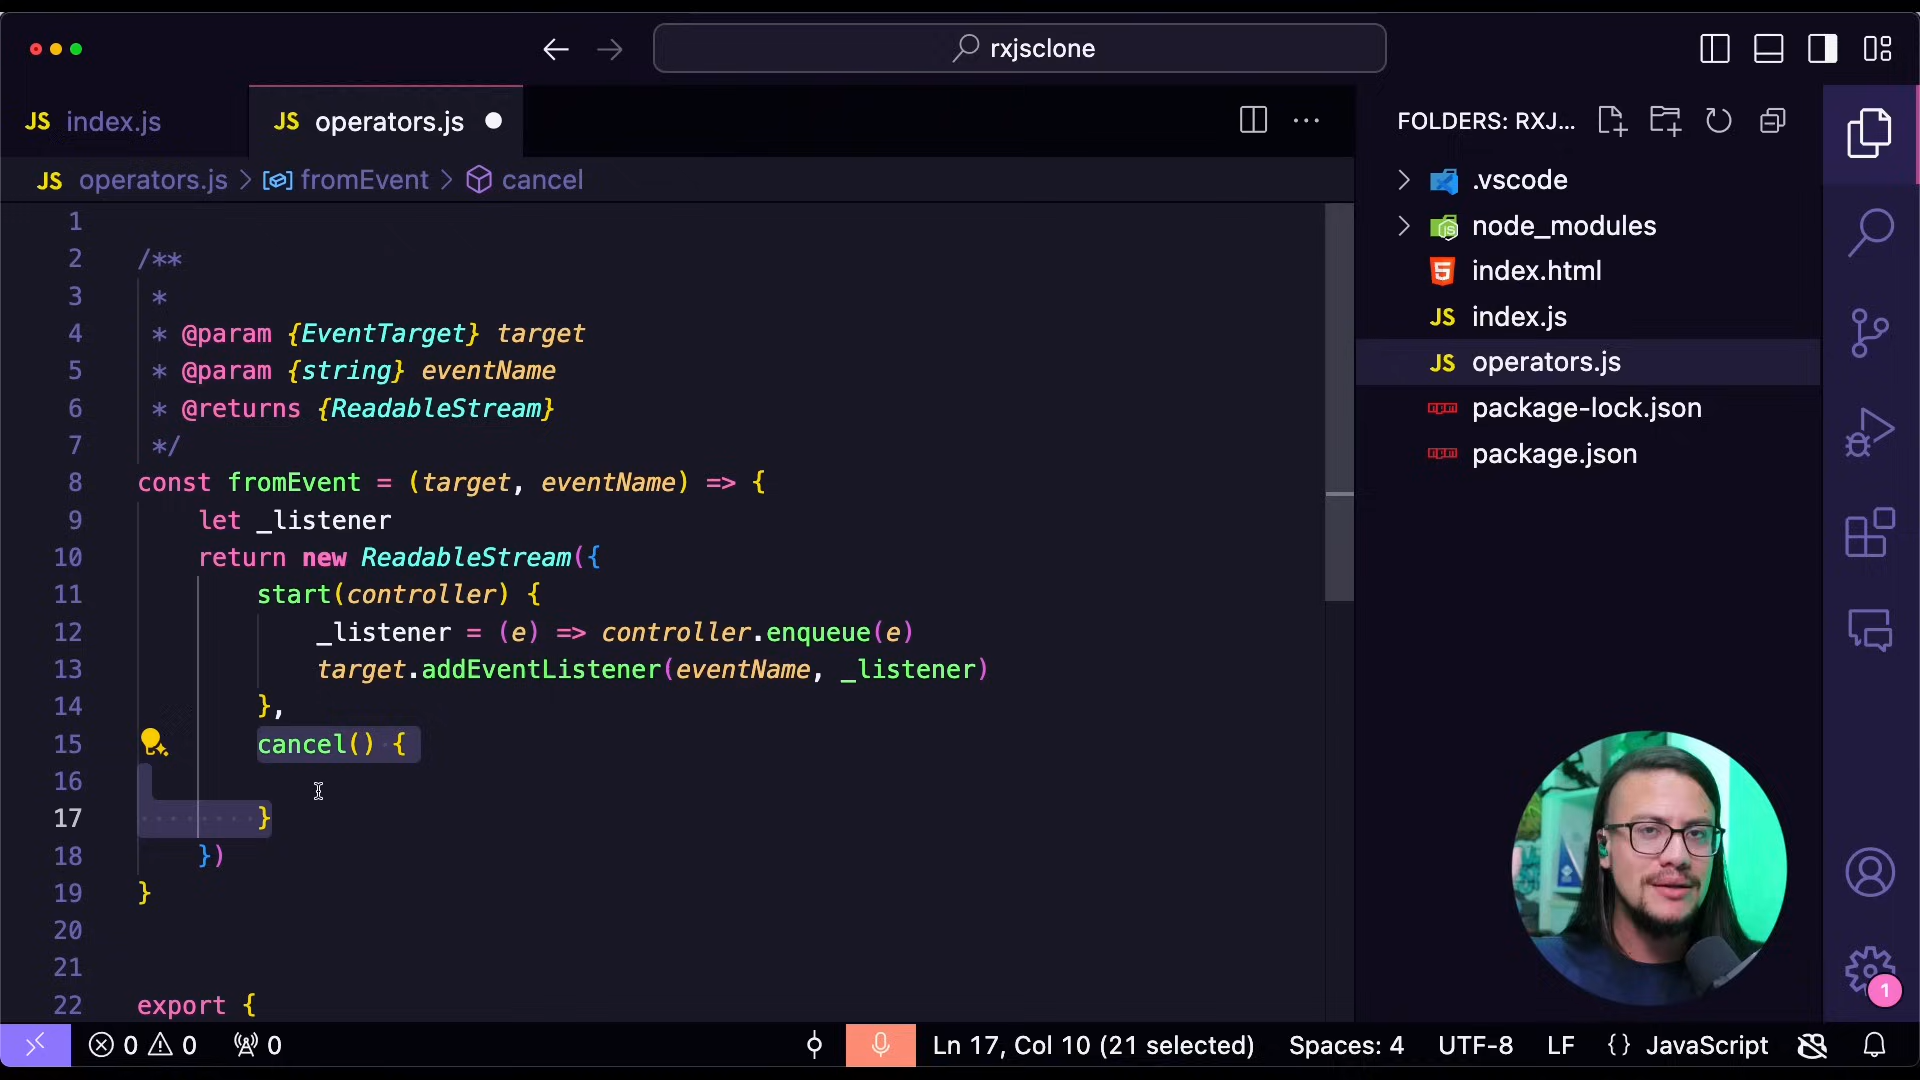 rxjsclone
JS index.js
JS operators.js
FOLDERS: RXJ...
JS operators.js > fromEvent > cancel
1
2 /**
3 *
4 * @param {EventTarget} target
5 * @param {string} eventName
6 * @returns {ReadableStream}
7 */
8 const fromEvent = (target, eventName) => {
9 let _listener
10 return new ReadableStream({
11 start(controller) {
12 _listener = (e) => controller.enqueue(e)
13 target.addEventListener(eventName, _listener)
14 },
15 cancel() {
16
17 }
18 })
19 }
20
21
22 export {
.vscode
node_modules
index.html
JS index.js
JS operators.js
package-lock.json
package.json
1
0 0 0
Ln 17, Col 10 (21 selected) Spaces: 4 UTF-8 LF {} JavaScript